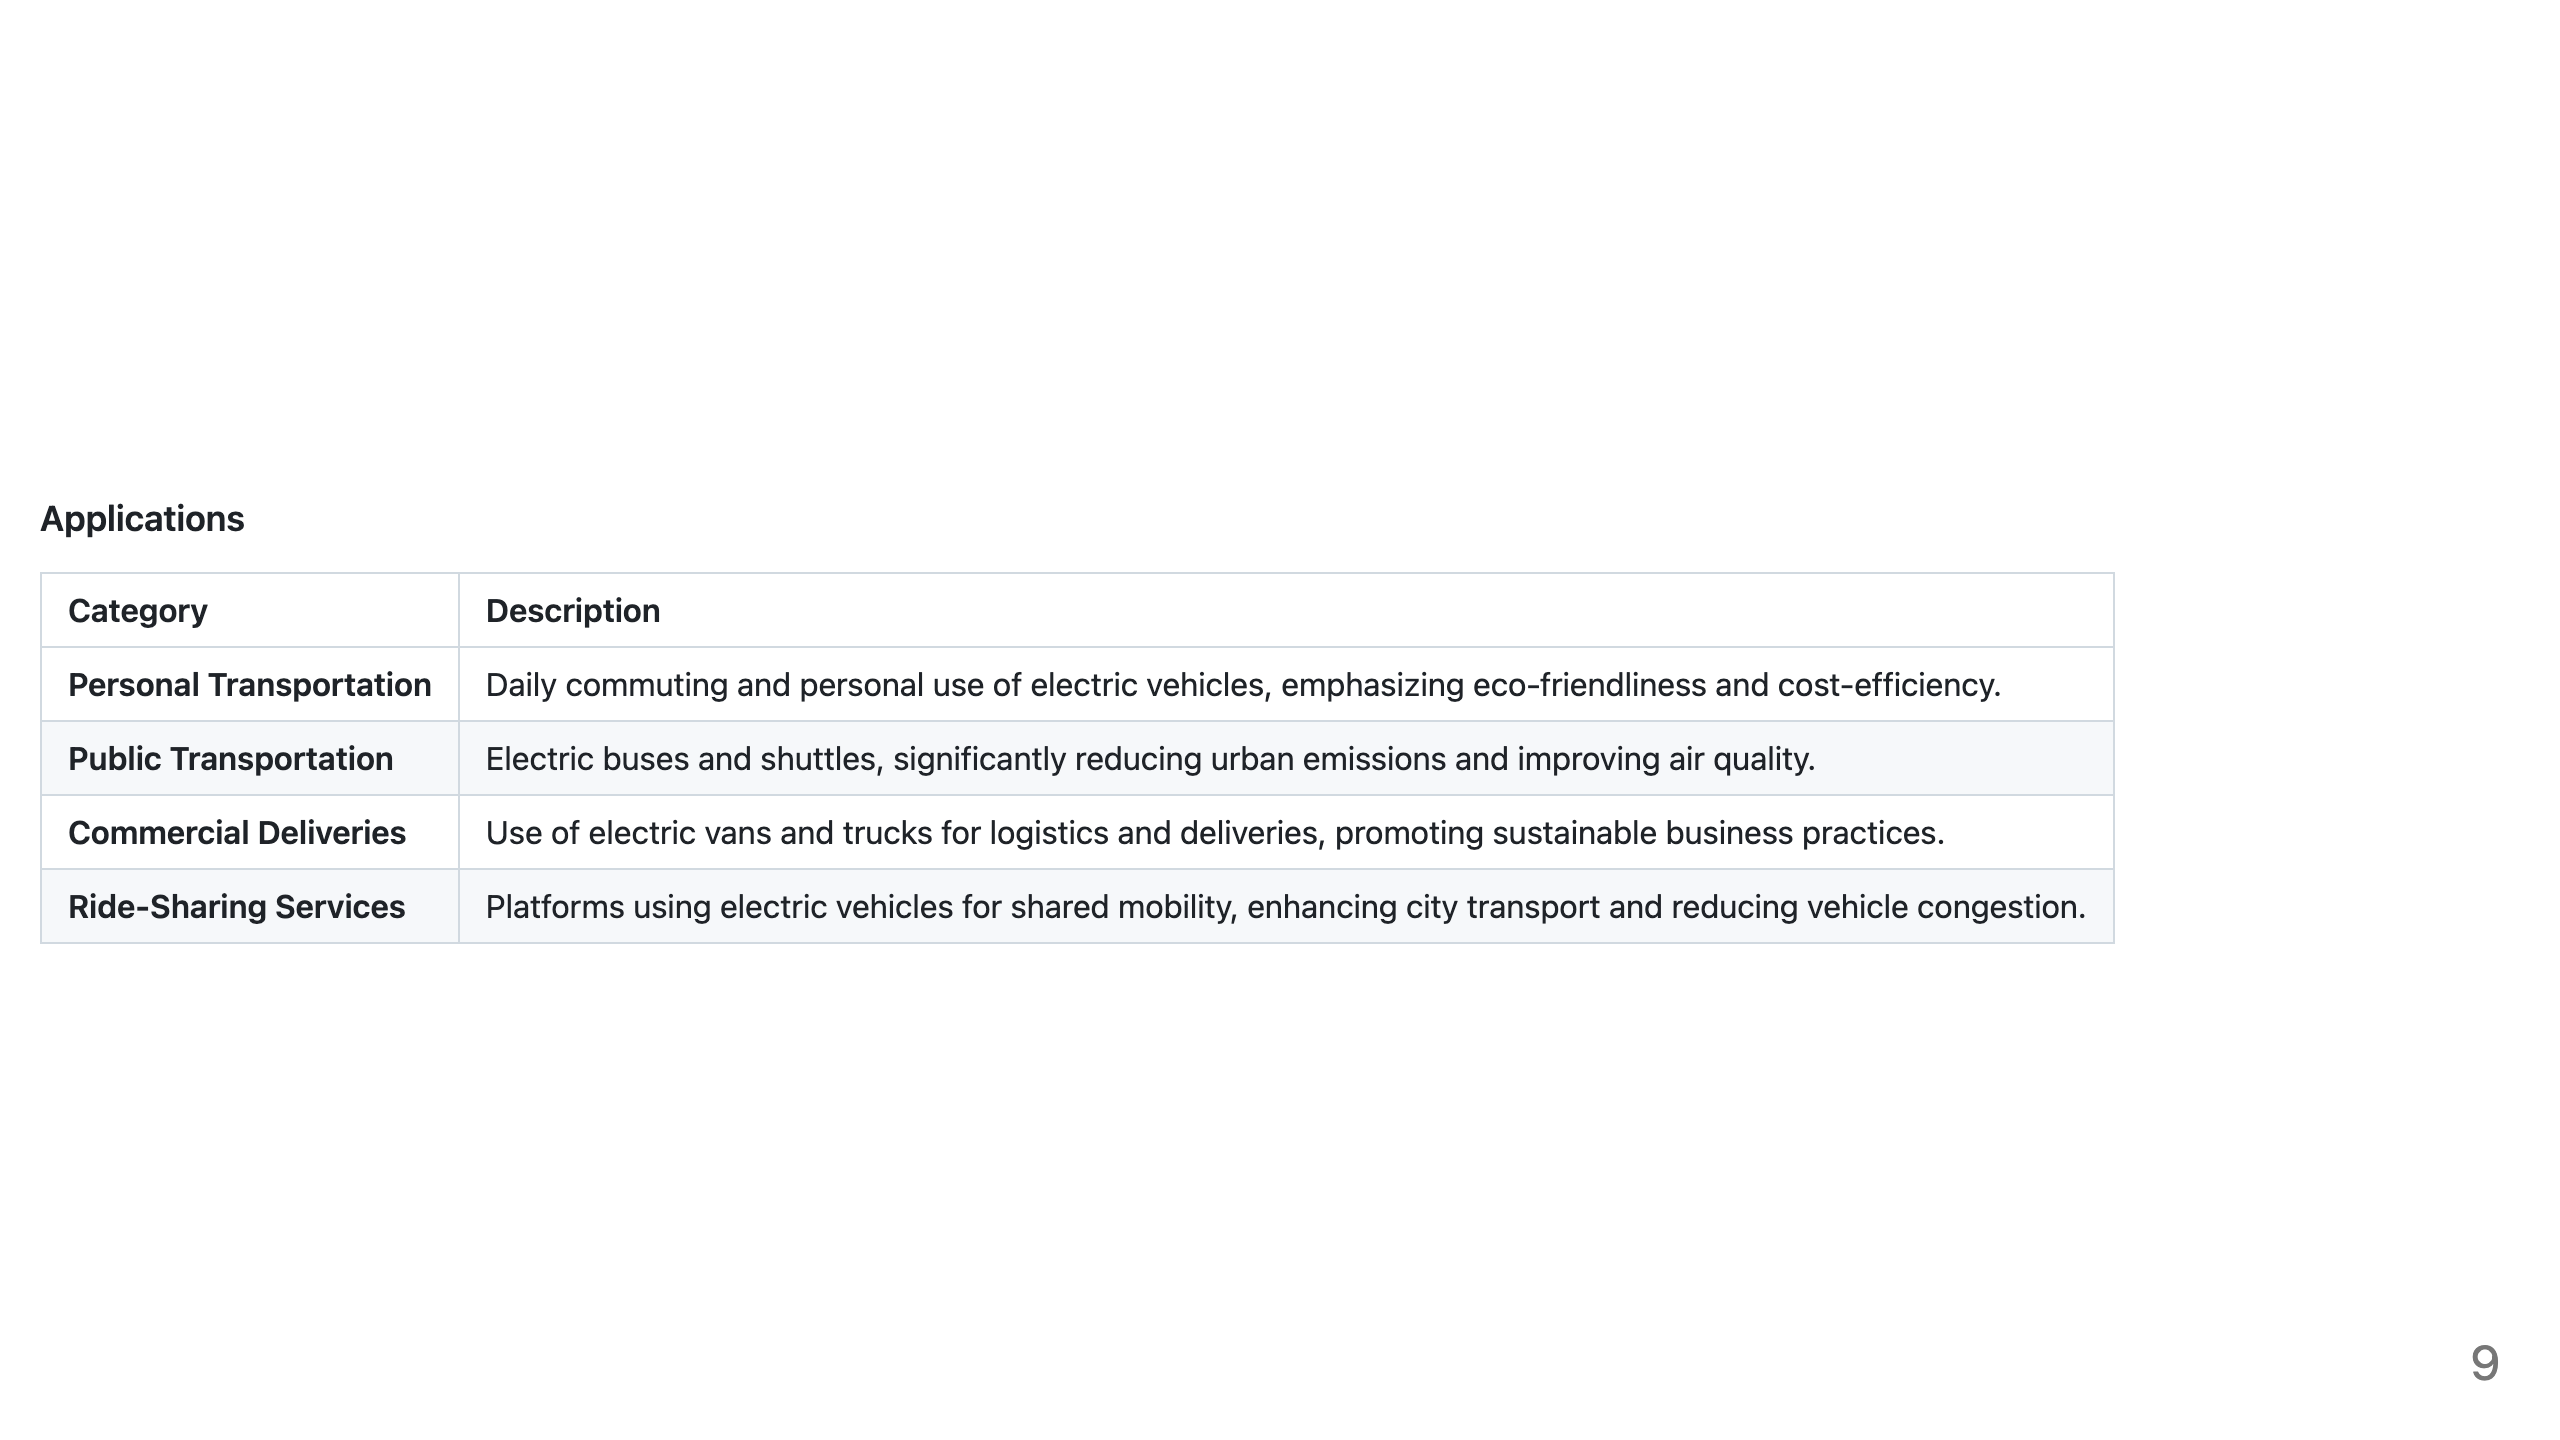 Applications
Category Description
Personal Transportation Daily commuting and personal use of electric vehicles, emphasizing eco-friendliness and cost-efficiency.
Public Transportation Electric buses and shuttles, significantly reducing urban emissions and improving air quality.
Commercial Deliveries Use of electric vans and trucks for logistics and deliveries, promoting sustainable business practices.
Ride-Sharing Services Platforms using electric vehicles for shared mobility, enhancing city transport and reducing vehicle congestion.
9